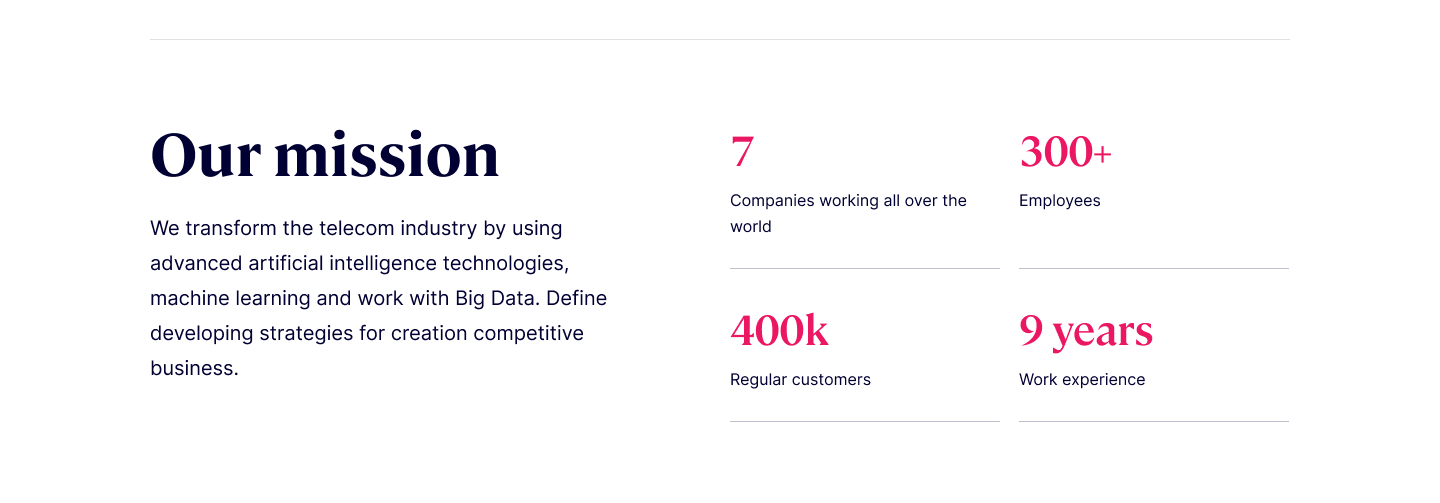 Our mission
We transform the telecom industry by using
advanced artificial intelligence technologies,
machine learning and work with Big Data. Define
developing strategies for creation competitive
business.
7
Companies working all over the
world
300+
Employees
400k
Regular customers
9 years
Work experience